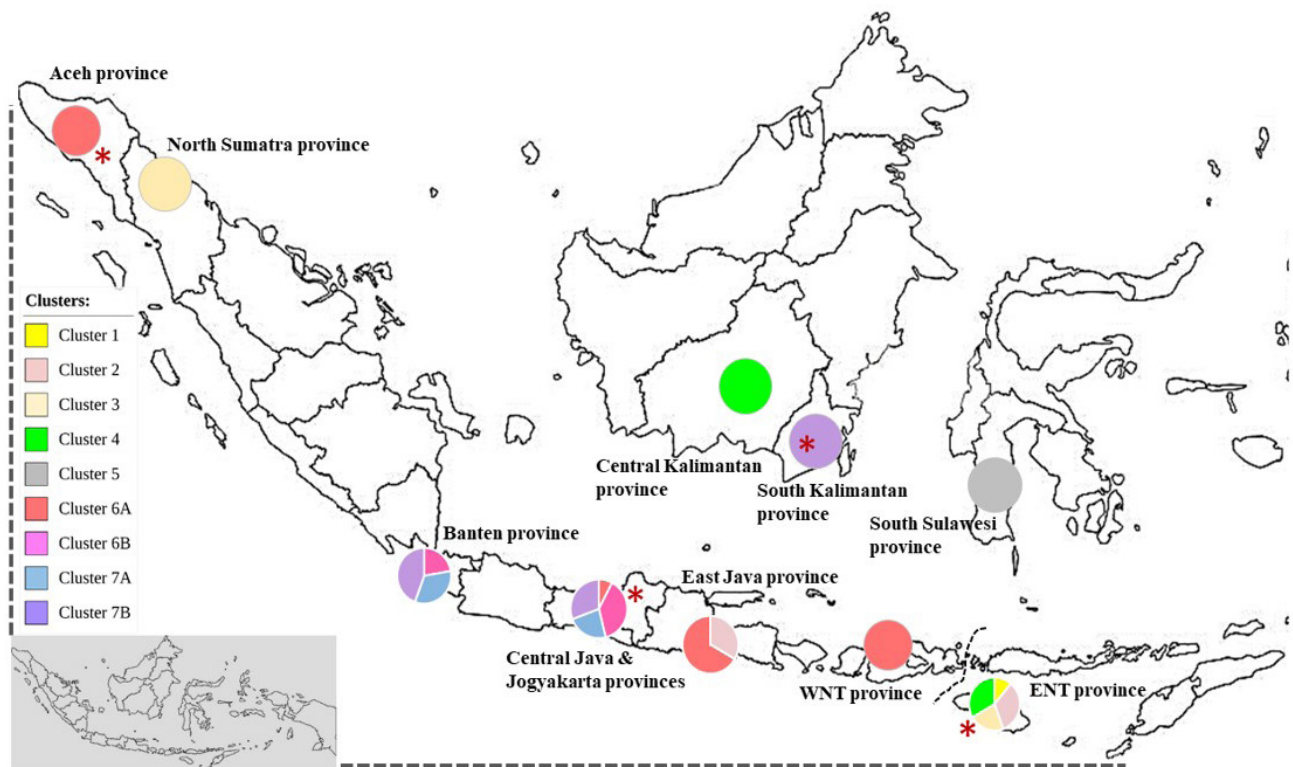 Aceh province
North Sumatra province
Clusters:
Cluster 1
Cluster 2
Cluster 3
Cluster 4
Cluster 5
Cluster 6A
Cluster 6B
Cluster 7A
Cluster 7B
Central Kalimantan
province
South Kalimantan
province
South Sulawesi
province
Banten province
East Java province
Central Java &
Jogyakarta provinces
WNT province
ENT province
*
*
*
*